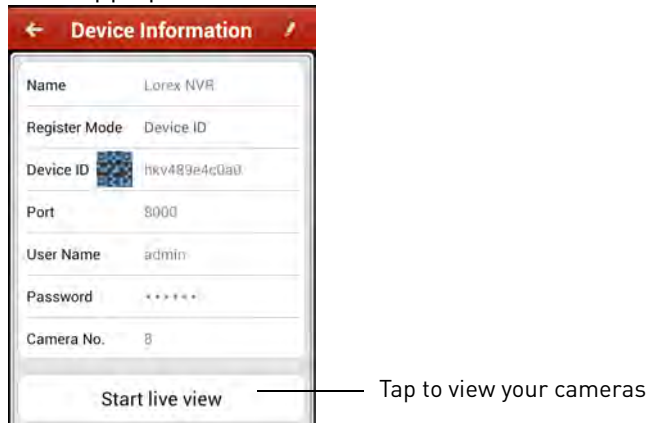 Device Information
Name Lorex NVR
Register Mode Device ID
Device ID hkv489e4c0a0
Port 8000
User Name admin
Password ••••••
Camera No. 8
Start live view
Tap to view your cameras